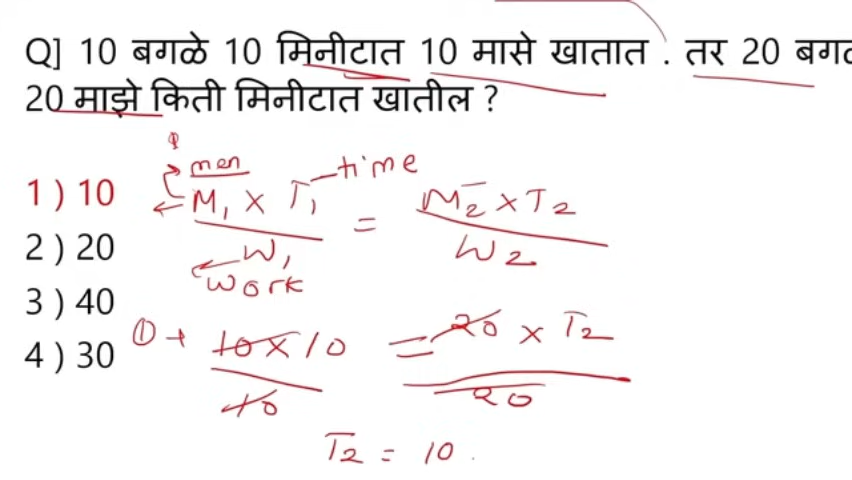 Q] 10 बगळे 10 मिनीटात 10 मासे खातात . तर 20
20 माझे किती मिनीटात खातील ?
men
time
1 ) 10
M₁ × T₁ = M₂ × T₂
2 ) 20
W₁ W₂
work
3 ) 40
① → 10 × 10 = 20 × T₂
4 ) 30
10 20
T₂ = 10